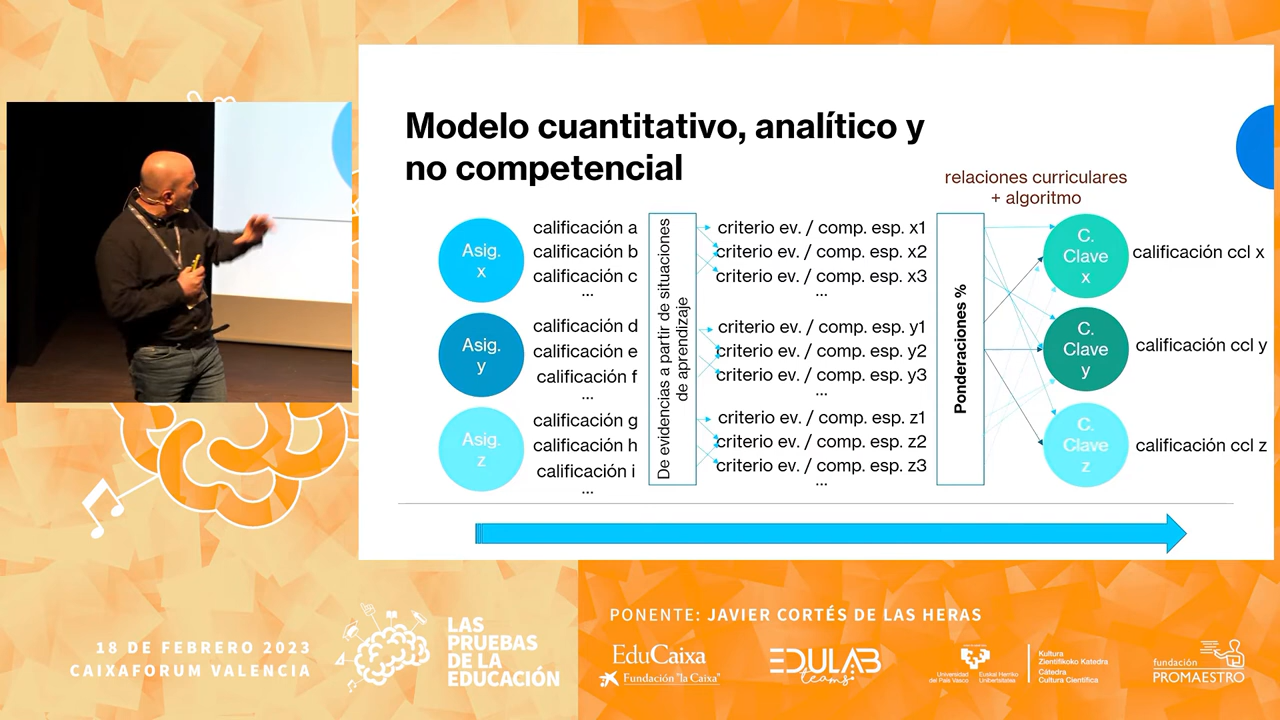 Modelo cuantitativo, analítico y
no competencial
relaciones curriculares
+ algoritmo
Asig.
x
calificación a
calificación b
calificación c
...
Asig.
y
calificación d
calificación e
calificación f
...
Asig.
z
calificación g
calificación h
calificación i
...
De evidencias a partir de situaciones
de aprendizaje
criterio ev. / comp. esp. x1
criterio ev. / comp. esp. x2
criterio ev. / comp. esp. x3
...
criterio ev. / comp. esp. y1
criterio ev. / comp. esp. y2
criterio ev. / comp. esp. y3
...
criterio ev. / comp. esp. z1
criterio ev. / comp. esp. z2
criterio ev. / comp. esp. z3
...
Ponderaciones %
C.
Clave
x
calificación ccl x
C.
Clave
y
calificación ccl y
C.
Clave
z
calificación ccl z
18 DE FEBRERO 2023
CAIXAFORUM VALENCIA
LAS
PRUEBAS
DE LA
EDUCACIÓN
PONENTE: JAVIER CORTÉS DE LAS HERAS
EduCaixa
Fundación "la Caixa"
EDULAB
teams
Universidad
del País Vasco
Euskal Herriko
Unibertsitatea
Kultura
Zientifikoko Katedra
Cátedra
Cultura Científica
fundación
PROMAESTRO